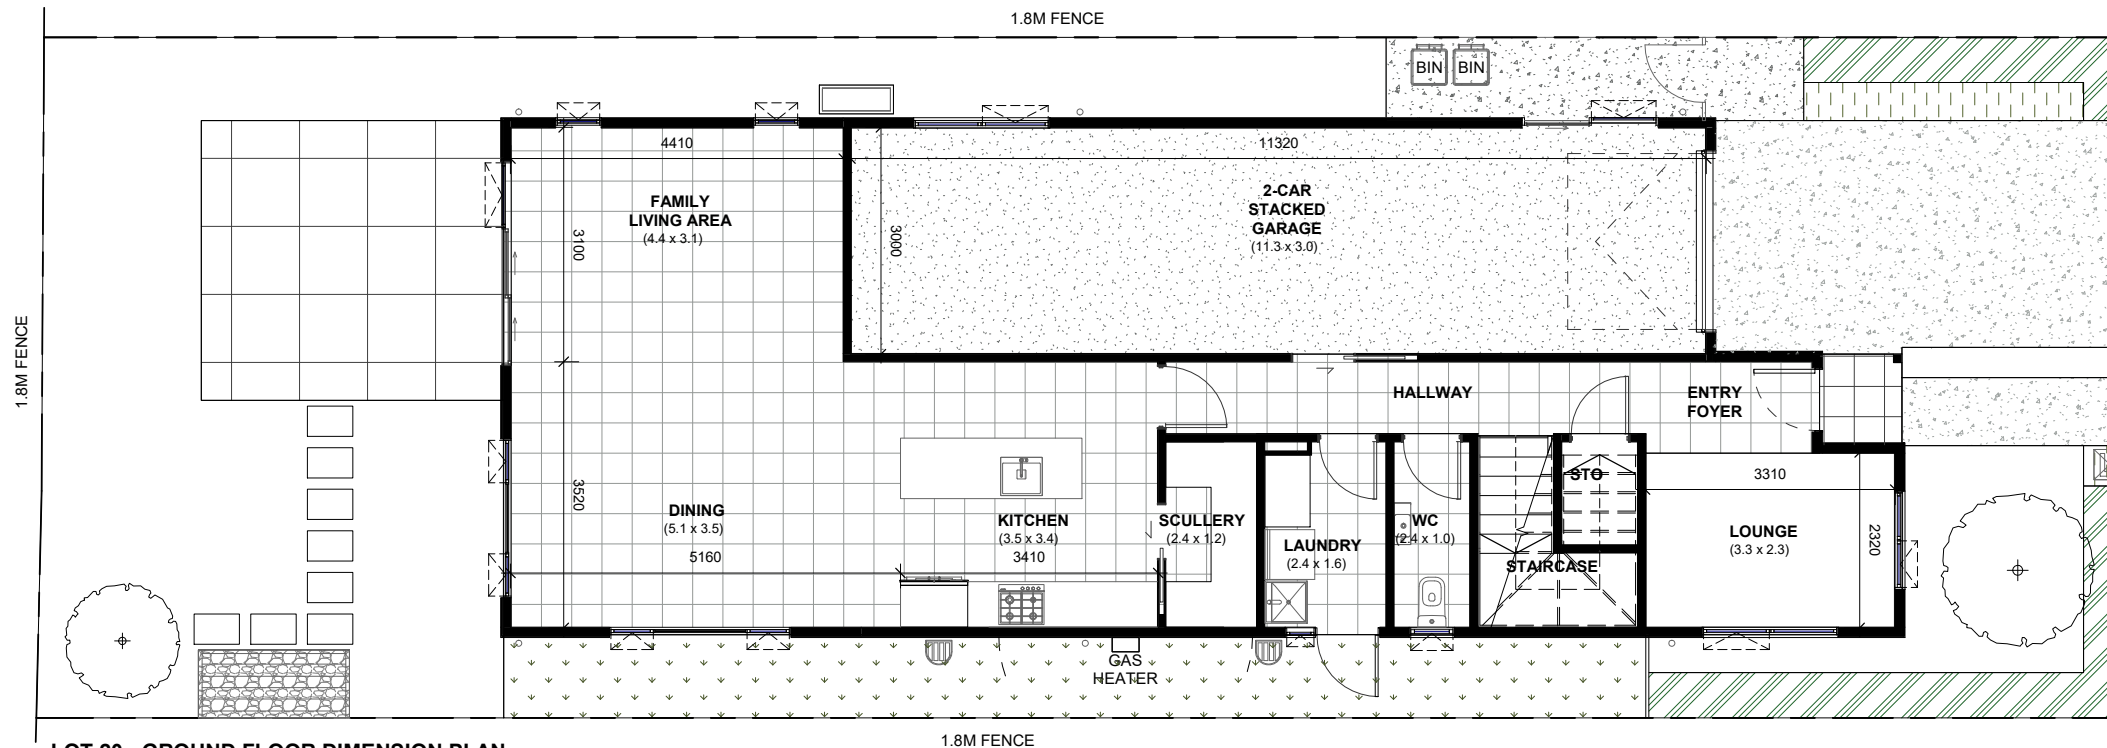 1.8M FENCE
BIN
BIN
4410
11320
FAMILY
LIVING AREA
(4.4 x 3.1)
3100
3000
2-CAR
STACKED
GARAGE
(11.3 x 3.0)
1.8M FENCE
HALLWAY
ENTRY
FOYER
3520
DINING
(5.1 x 3.5)
5160
KITCHEN
(3.5 x 3.4)
3410
SCULLERY
(2.4 x 1.2)
LAUNDRY
(2.4 x 1.6)
WC
(2.4 x 1.0)
STO
STAIRCASE
3310
LOUNGE
(3.3 x 2.3)
2320
GAS
HEATER
1.8M FENCE